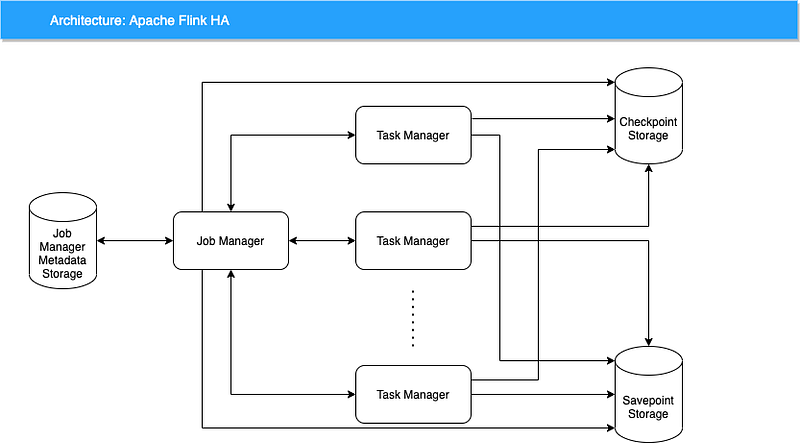 Architecture: Apache Flink HA
Checkpoint
Storage
Task Manager
Job
Manager
Metadata
Storage
Job Manager
Task Manager
Task Manager
Savepoint
Storage